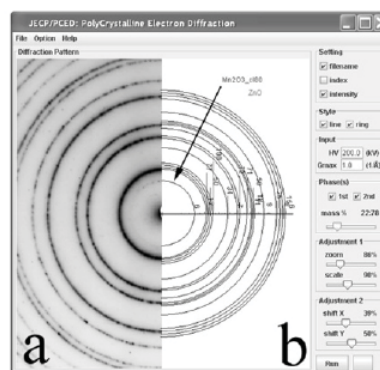 JECP/PCED: PolyCrystalline Electron Diffraction
File Option Help
Diffraction Pattern
Setting
filename
index
intensity
Style
line ring
Input
HV 200.0 (kV)
Gmax 1.0 (1/Å)
Phase(s)
1st 2nd
mass % 22:78
Adjustment 1
zoom 86%
scale 90%
Adjustment 2
shift X 39%
shift Y 50%
Run
ZnO
a
b